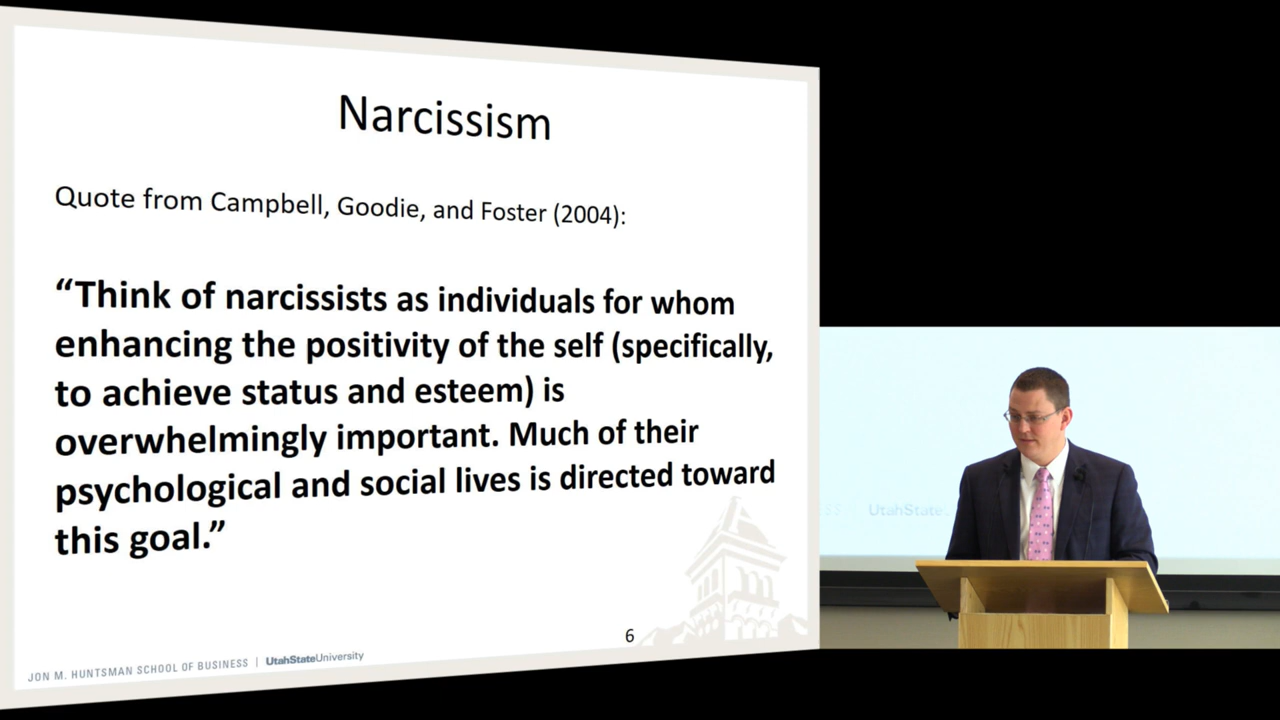 Narcissism
Quote from Campbell, Goodie, and Foster (2004):
“Think of narcissists as individuals for whom
enhancing the positivity of the self (specifically,
to achieve status and esteem) is
overwhelmingly important. Much of their
psychological and social lives is directed toward
this goal.”
6
JON M. HUNTSMAN SCHOOL OF BUSINESS | UtahStateUniversity
UtahState